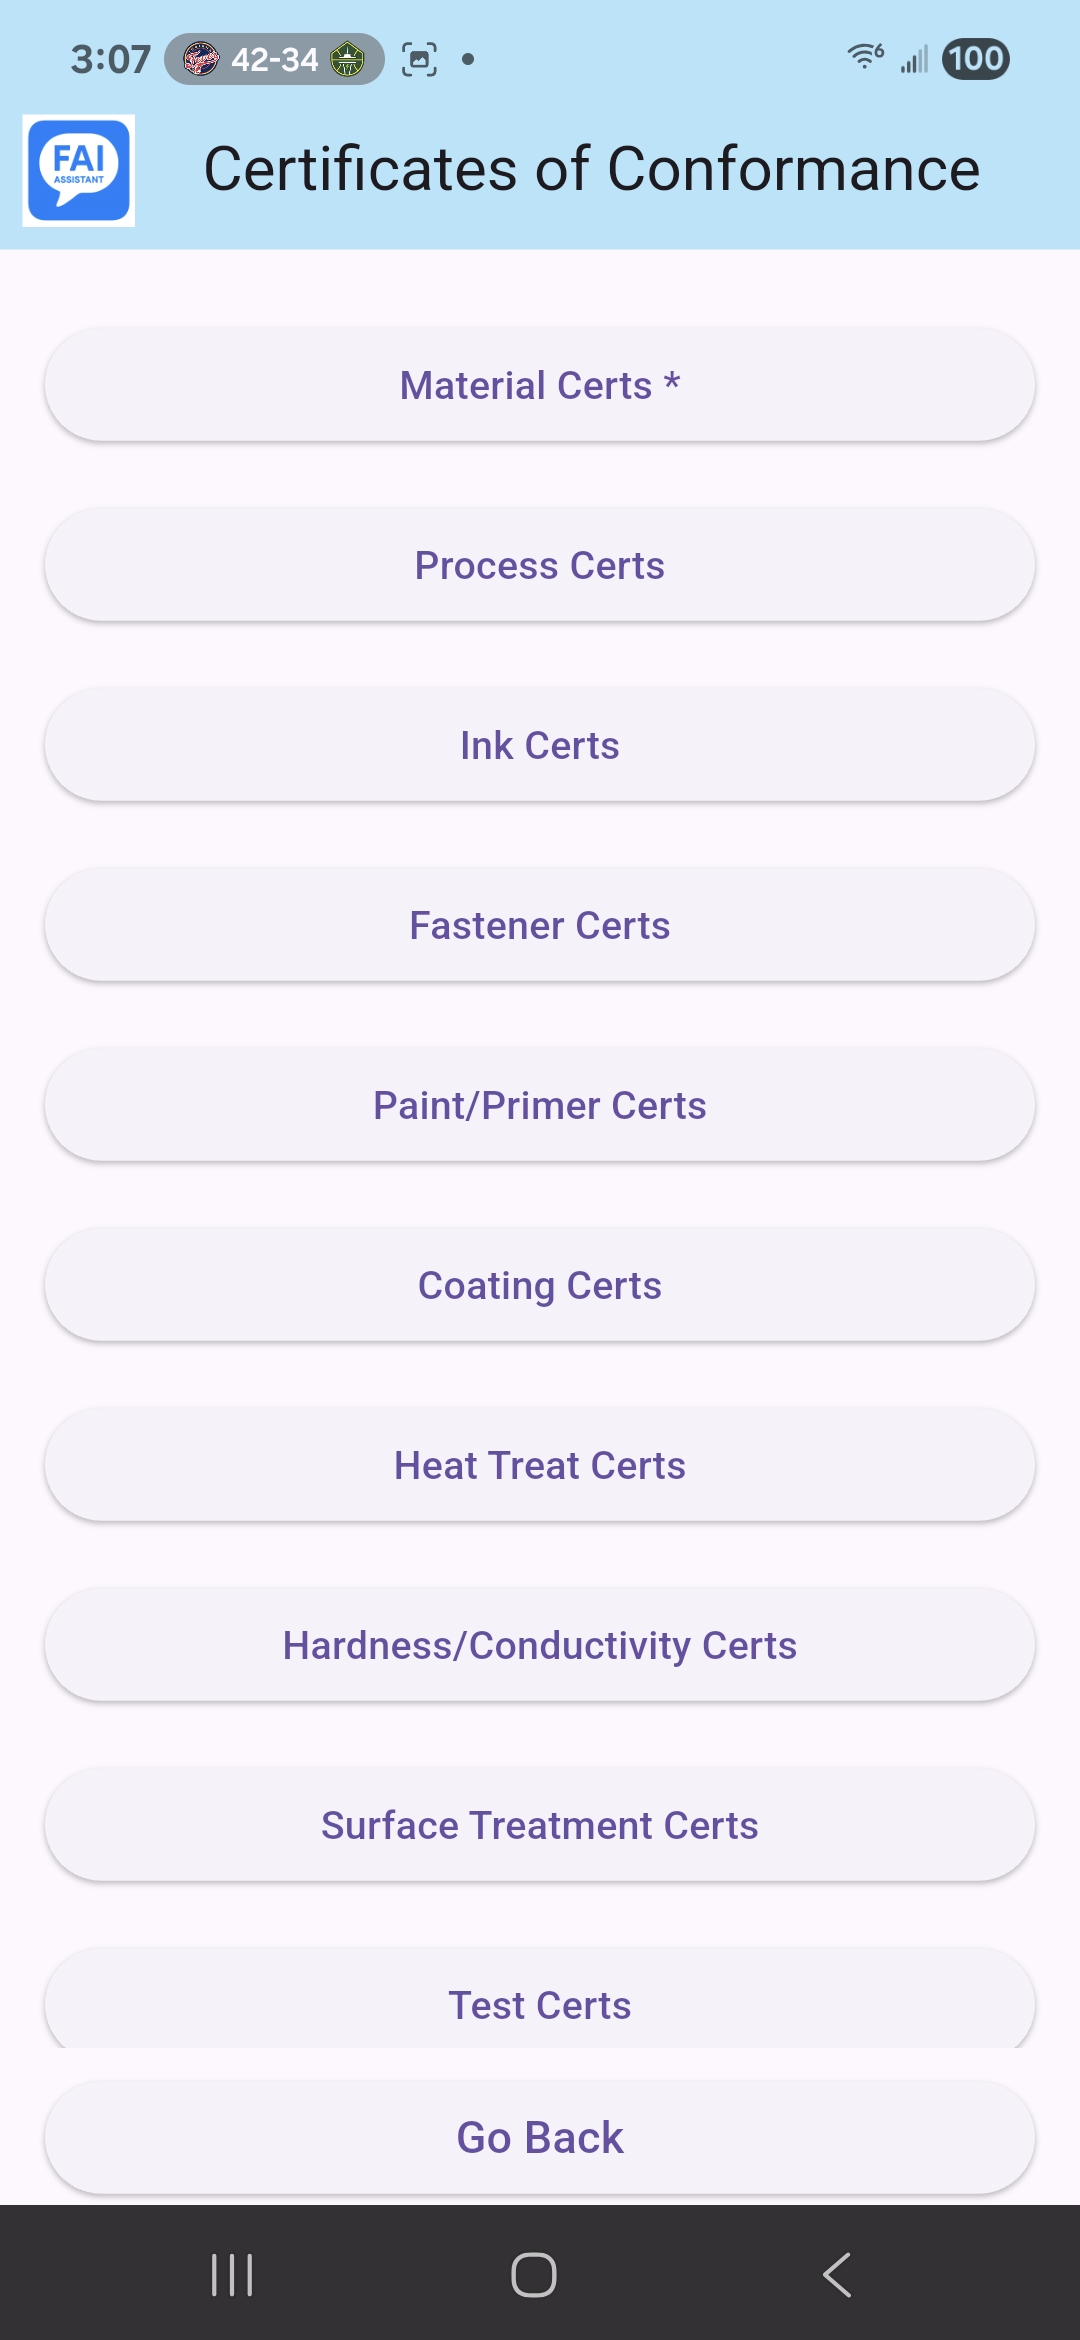 3:07 42-34 6 100
FAI
ASSISTANT
Certificates of Conformance
Material Certs *
Process Certs
Ink Certs
Fastener Certs
Paint/Primer Certs
Coating Certs
Heat Treat Certs
Hardness/Conductivity Certs
Surface Treatment Certs
Test Certs
Go Back